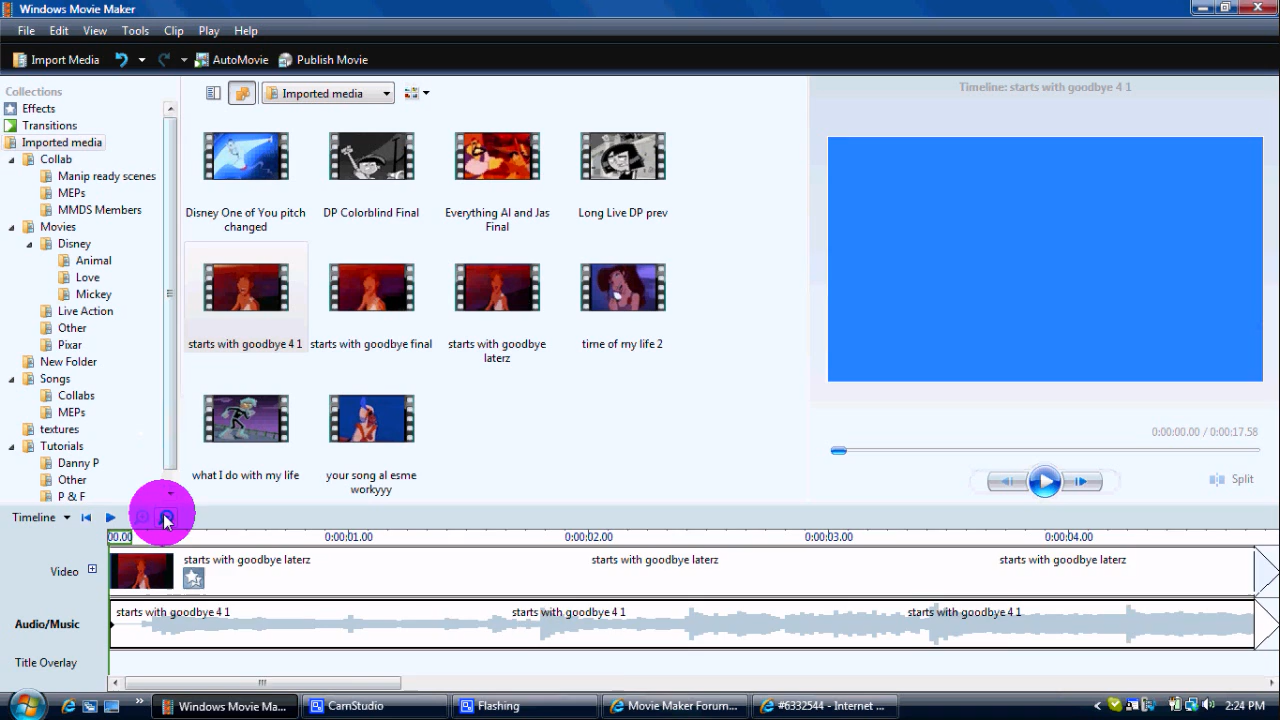 Windows Movie Maker
File Edit View Tools Clip Play Help
Import Media AutoMovie Publish Movie
Collections
Effects
Transitions
Imported media
Collab
Manip ready scenes
MEPs
MMDS Members
Movies
Disney
Animal
Love
Mickey
Live Action
Other
Pixar
New Folder
Songs
Collabs
MEPs
textures
Tutorials
Danny P
Other
P & F
Imported media
Disney One of You pitch
changed
DP Colorblind Final
Everything Al and Jas
Final
Long Live DP prev
starts with goodbye 4 1
starts with goodbye final
starts with goodbye
laterz
time of my life 2
what I do with my life
your song al esme
workyyy
Timeline: starts with goodbye 4 1
0:00:00.00 / 0:00:17.58
Split
Timeline
00.00 0:00:01.00 0:00:02.00 0:00:03.00 0:00:04.00
Video
starts with goodbye laterz starts with goodbye laterz starts with goodbye laterz
Audio/Music
starts with goodbye 4 1 starts with goodbye 4 1 starts with goodbye 4 1
Title Overlay
Windows Movie Ma... CamStudio Flashing Movie Maker Forum... #6332544 - Internet ... 2:24 PM